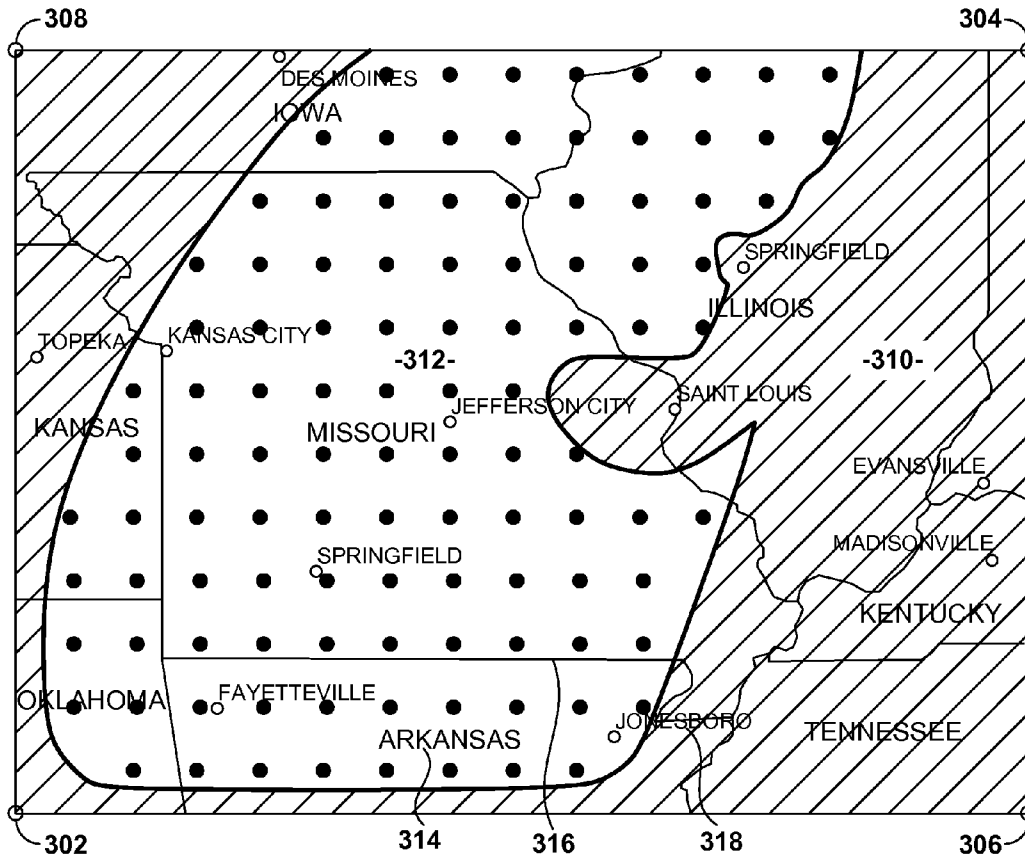 308
304
DES MOINES
IOWA
SPRINGFIELD
ILLINOIS
TOPEKA
KANSAS CITY
-312-
-310-
SAINT LOUIS
JEFFERSON CITY
KANSAS
MISSOURI
EVANSVILLE
MADISONVILLE
SPRINGFIELD
KENTUCKY
OKLAHOMA
FAYETTEVILLE
JONESBORO
ARKANSAS
TENNESSEE
302
314
316
318
306